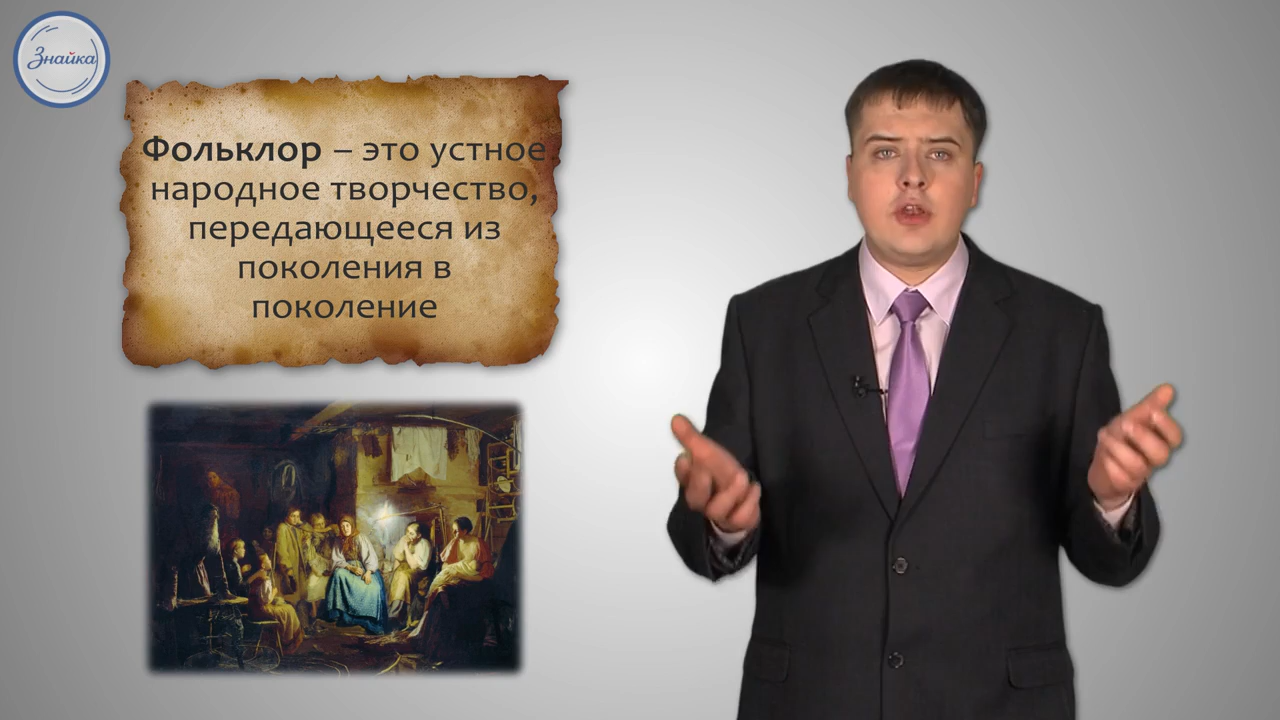 Знайка
Фольклор – это устное
народное творчество,
передающееся из
поколения в
поколение